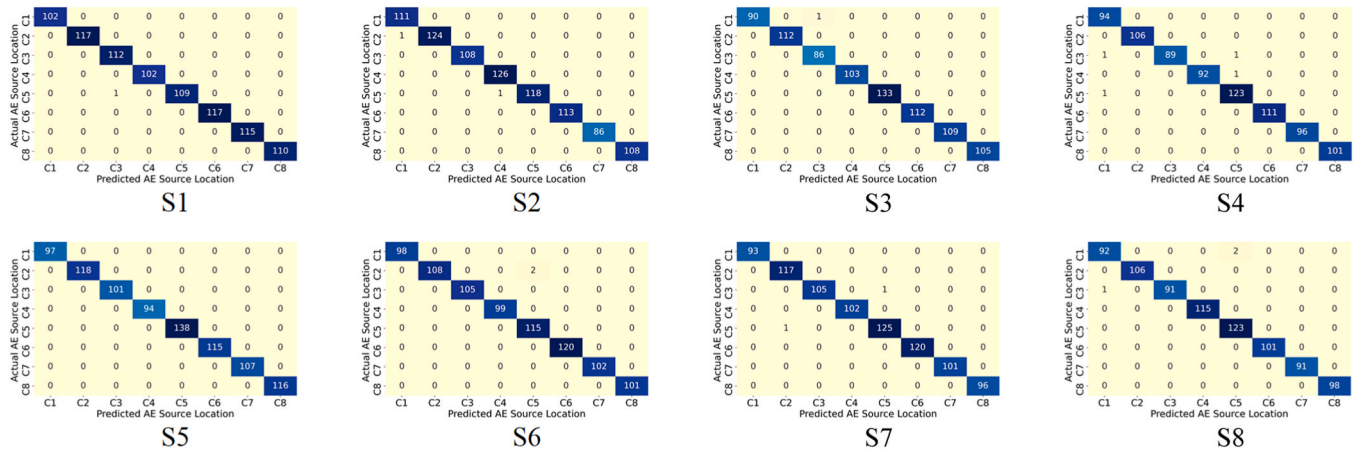 C1 102 0 0 0 0 0 0 0
C2 0 117 0 0 0 0 0 0
C3 0 0 112 0 0 0 0 0
C4 0 0 0 102 0 0 0 0
C5 0 0 1 0 109 0 0 0
C6 0 0 0 0 0 117 0 0
C7 0 0 0 0 0 0 115 0
C8 0 0 0 0 0 0 0 110
C1 C2 C3 C4 C5 C6 C7 C8
Actual AE Source Location
Predicted AE Source Location
S1
C1 111 0 0 0 0 0 0 0
C2 1 124 0 0 0 0 0 0
C3 0 0 108 0 0 0 0 0
C4 0 0 0 126 0 0 0 0
C5 0 0 0 1 118 0 0 0
C6 0 0 0 0 0 113 0 0
C7 0 0 0 0 0 0 86 0
C8 0 0 0 0 0 0 0 108
C1 C2 C3 C4 C5 C6 C7 C8
Actual AE Source Location
Predicted AE Source Location
S2
C1 90 0 1 0 0 0 0 0
C2 0 112 0 0 0 0 0 0
C3 0 0 86 0 0 0 0 0
C4 0 0 0 103 0 0 0 0
C5 0 0 0 0 133 0 0 0
C6 0 0 0 0 0 112 0 0
C7 0 0 0 0 0 0 109 0
C8 0 0 0 0 0 0 0 105
C1 C2 C3 C4 C5 C6 C7 C8
Actual AE Source Location
Predicted AE Source Location
S3
C1 94 0 0 0 0 0 0 0
C2 0 106 0 0 0 0 0 0
C3 1 0 89 0 1 0 0 0
C4 0 0 0 92 1 0 0 0
C5 1 0 0 0 123 0 0 0
C6 0 0 0 0 0 111 0 0
C7 0 0 0 0 0 0 96 0
C8 0 0 0 0 0 0 0 101
C1 C2 C3 C4 C5 C6 C7 C8
Actual AE Source Location
Predicted AE Source Location
S4
C1 97 0 0 0 0 0 0 0
C2 0 118 0 0 0 0 0 0
C3 0 0 101 0 0 0 0 0
C4 0 0 0 94 0 0 0 0
C5 0 0 0 0 138 0 0 0
C6 0 0 0 0 0 115 0 0
C7 0 0 0 0 0 0 107 0
C8 0 0 0 0 0 0 0 116
C1 C2 C3 C4 C5 C6 C7 C8
Actual AE Source Location
Predicted AE Source Location
S5
C1 98 0 0 0 0 0 0 0
C2 0 108 0 0 2 0 0 0
C3 0 0 105 0 0 0 0 0
C4 0 0 0 99 0 0 0 0
C5 0 0 0 0 115 0 0 0
C6 0 0 0 0 0 120 0 0
C7 0 0 0 0 0 0 102 0
C8 0 0 0 0 0 0 0 101
C1 C2 C3 C4 C5 C6 C7 C8
Actual AE Source Location
Predicted AE Source Location
S6
C1 93 0 0 0 0 0 0 0
C2 0 117 0 0 0 0 0 0
C3 0 0 105 0 1 0 0 0
C4 0 0 0 102 0 0 0 0
C5 0 1 0 0 125 0 0 0
C6 0 0 0 0 0 120 0 0
C7 0 0 0 0 0 0 101 0
C8 0 0 0 0 0 0 0 96
C1 C2 C3 C4 C5 C6 C7 C8
Actual AE Source Location
Predicted AE Source Location
S7
C1 92 0 0 0 2 0 0 0
C2 0 106 0 0 0 0 0 0
C3 1 0 91 0 0 0 0 0
C4 0 0 0 115 0 0 0 0
C5 0 0 0 0 123 0 0 0
C6 0 0 0 0 0 101 0 0
C7 0 0 0 0 0 0 91 0
C8 0 0 0 0 0 0 0 98
C1 C2 C3 C4 C5 C6 C7 C8
Actual AE Source Location
Predicted AE Source Location
S8